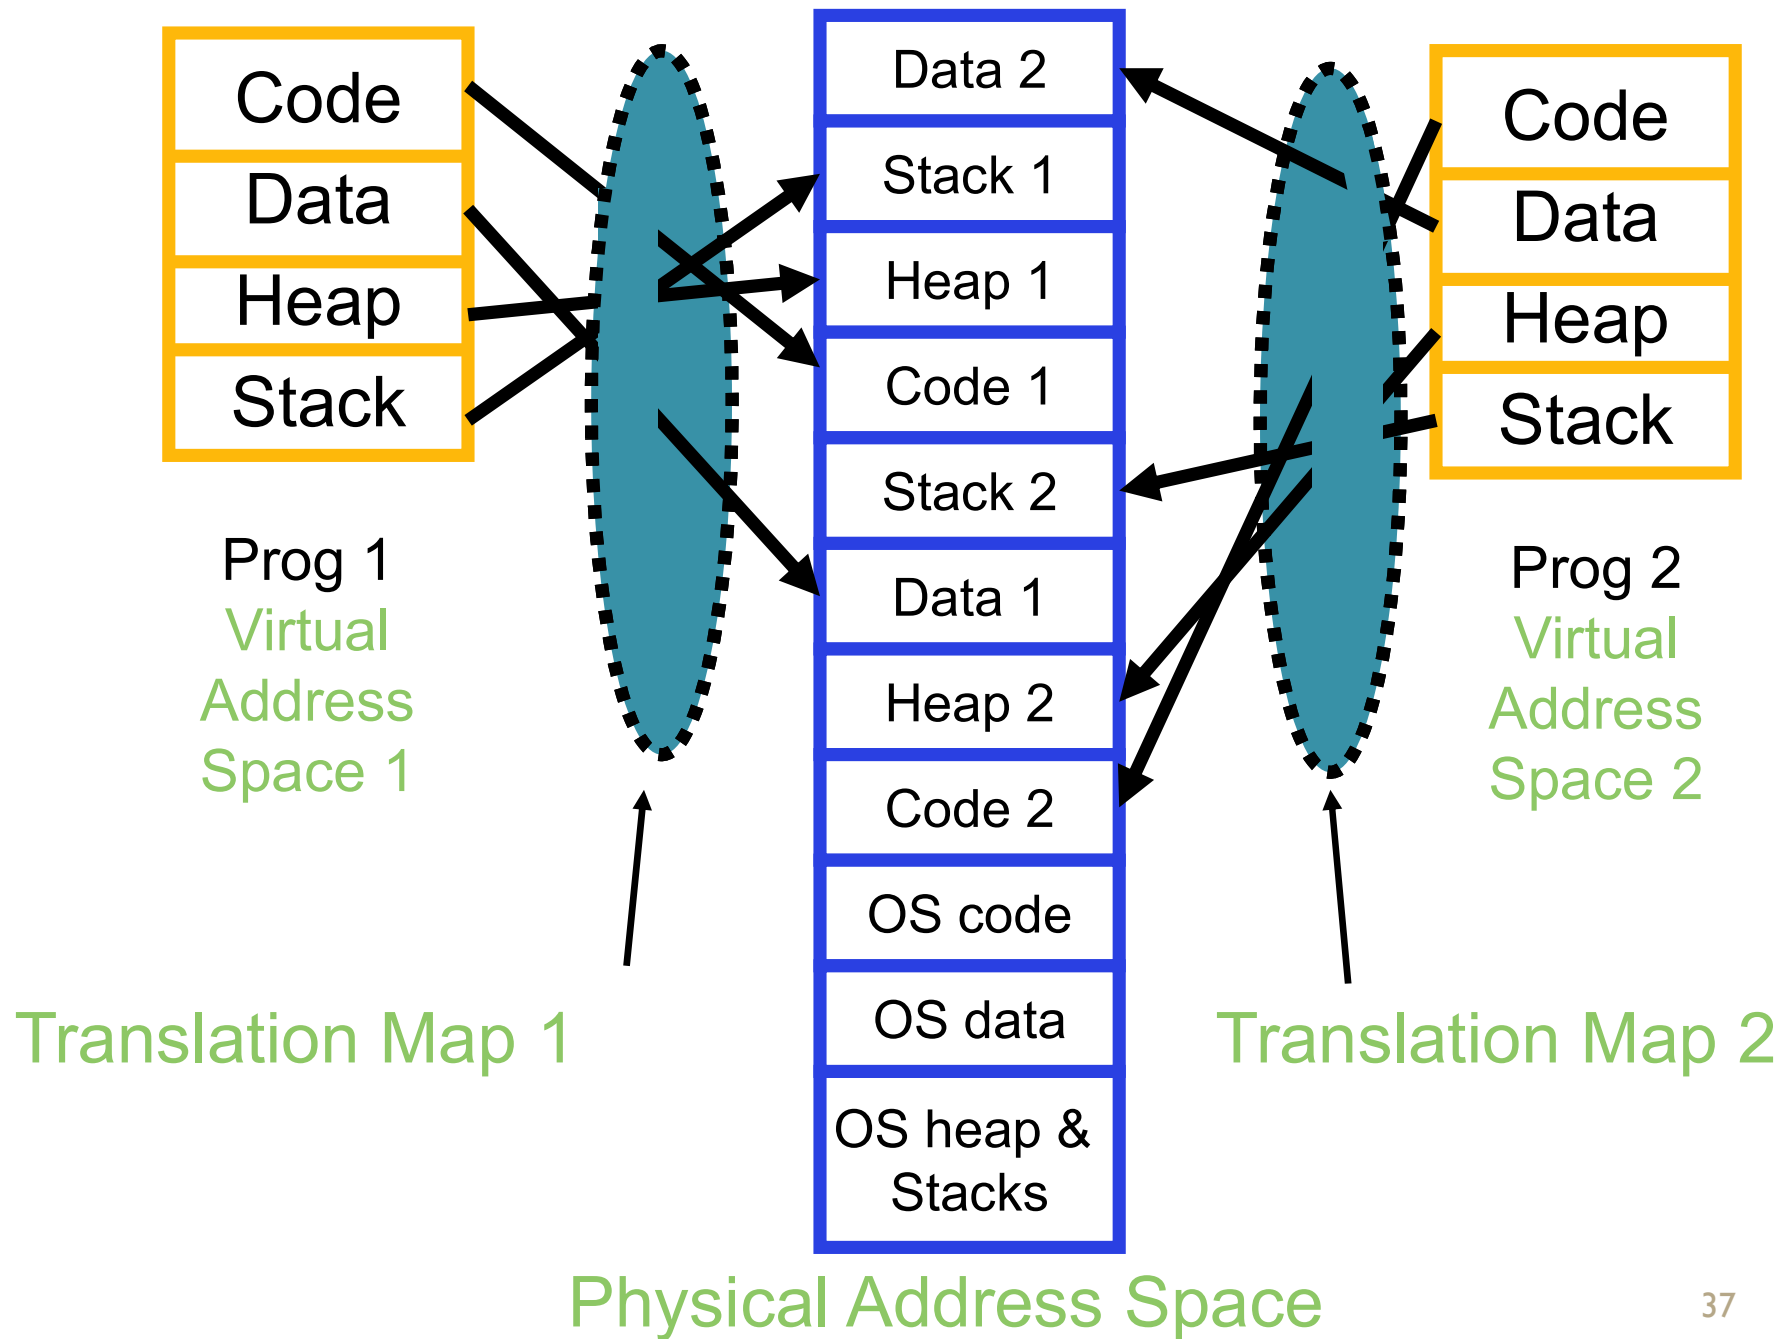 Code
Data
Heap
Stack
Prog 1
Virtual
Address
Space 1
Translation Map 1
Data 2
Stack 1
Heap 1
Code 1
Stack 2
Data 1
Heap 2
Code 2
OS code
OS data
OS heap &
Stacks
Physical Address Space
Code
Data
Heap
Stack
Prog 2
Virtual
Address
Space 2
Translation Map 2
37